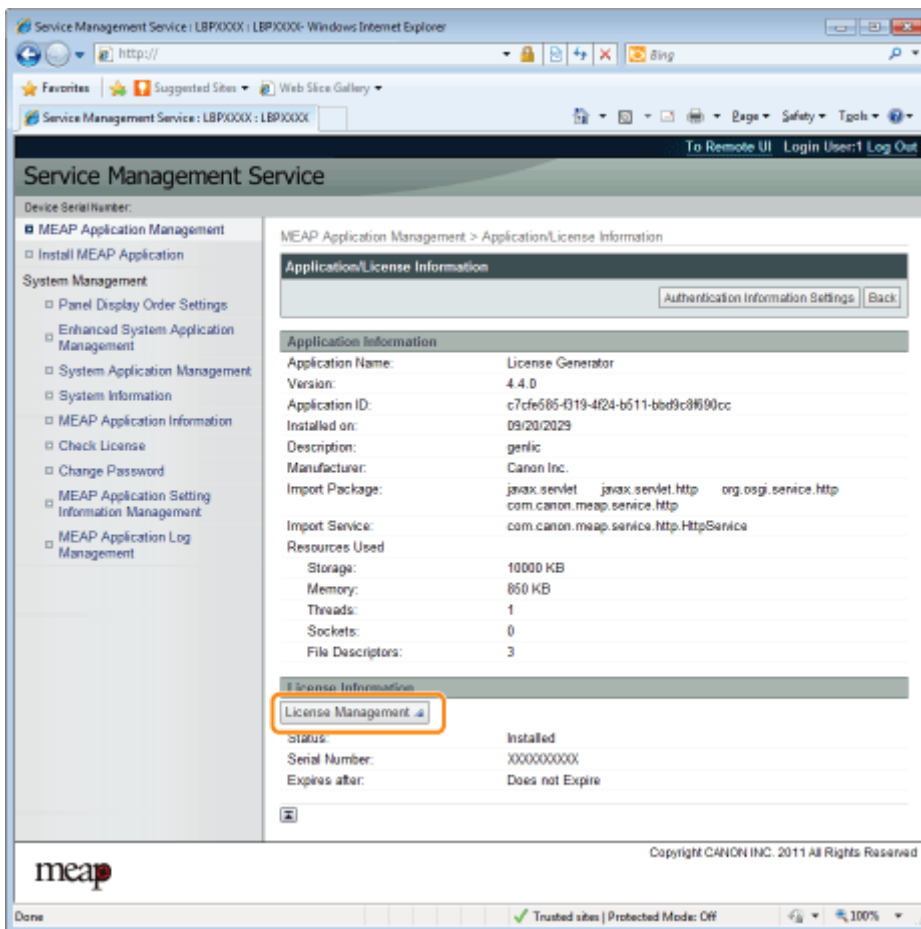 Service Management Service : LBPXXXX : LBPXXXX- Windows Internet Explorer
http://
Bing
Favorites Suggested Sites Web Slice Gallery
Service Management Service : LBPXXXX : LBPXXXX
Page Safety Tools
To Remote UI Login User:1 Log Out
Service Management Service
Device Serial Number:
MEAP Application Management
Install MEAP Application
System Management
Panel Display Order Settings
Enhanced System Application
Management
System Application Management
System Information
MEAP Application Information
Check License
Change Password
MEAP Application Setting
Information Management
MEAP Application Log
Management
MEAP Application Management > Application/License Information
Application/License Information
Authentication Information Settings Back
Application Information
Application Name: License Generator
Version: 4.4.0
Application ID: c7cfe585-f319-4f24-b511-bbd9c8f690cc
Installed on: 09/20/2029
Description: genlic
Manufacturer: Canon Inc.
Import Package: javax.servlet javax.servlet.http org.osgi.service.http
com.canon.meap.service.http
Import Service: com.canon.meap.service.http.HttpService
Resources Used
Storage: 10000 KB
Memory: 850 KB
Threads: 1
Sockets: 0
File Descriptors: 3
License Information
License Management
Status: Installed
Serial Number: XXXXXXXXXX
Expires after: Does not Expire
Copyright CANON INC. 2011 All Rights Reserved
meap
Done Trusted sites | Protected Mode: Off 100%